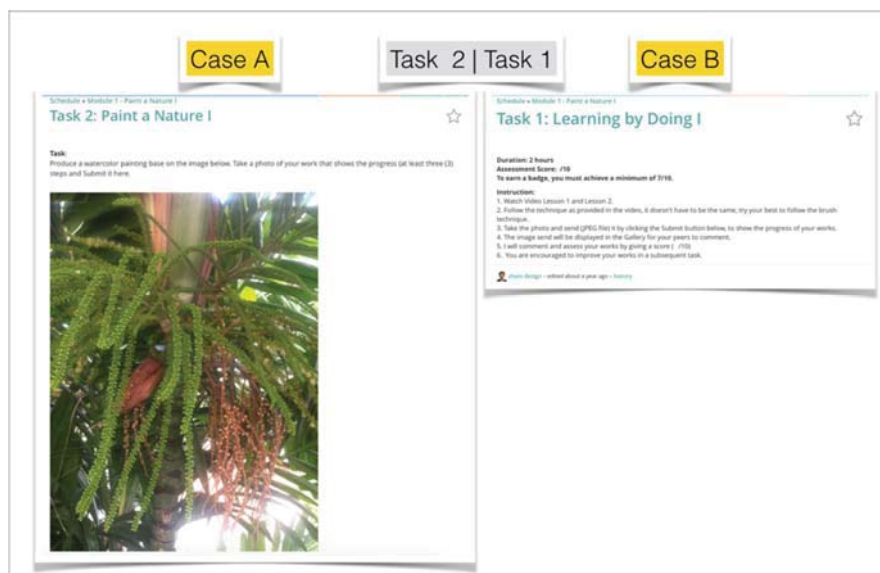 Case A
Task 2 | Task 1
Case B
Schedule » Module 1 - Paint a Nature I
Task 2: Paint a Nature I
Task:
Produce a watercolor painting base on the image below. Take a photo of your work that shows the progress (at least three (3)
steps and Submit it here.
Schedule » Module 1 - Paint a Nature I
Task 1: Learning by Doing I
Duration: 2 hours
Assessment Score: /10
To earn a badge, you must achieve a minimum of 7/10.
Instruction:
1. Watch Video Lesson 1 and Lesson 2.
2. Follow the technique as provided in the video, it doesn't have to be the same, try your best to follow the brush
technique.
3. Take the photo and send (JPEG file) it by clicking the Submit button below, to show the progress of your works.
4. The image send will be displayed in the Gallery for your peers to comment.
5. I will comment and assess your works by giving a score ( /10)
6. You are encouraged to improve your works in a subsequent task.
design – edited about a year ago – history